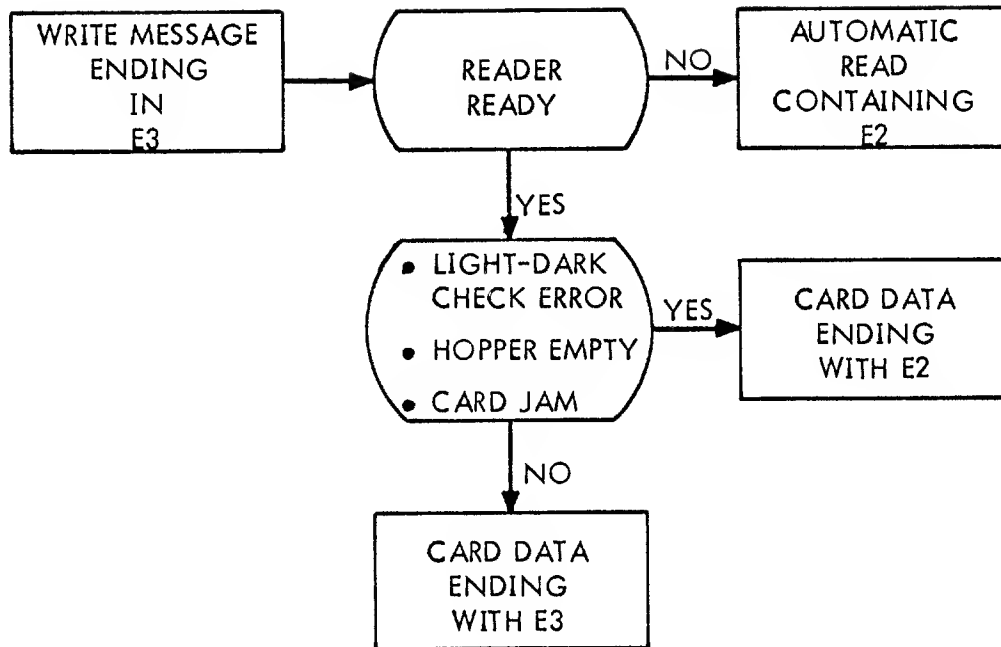 WRITE MESSAGE
ENDING
IN
E3
READER
READY
NO
AUTOMATIC
READ
CONTAINING
E2
YES
• LIGHT-DARK
CHECK ERROR
• HOPPER EMPTY
• CARD JAM
YES
CARD DATA
ENDING
WITH E2
NO
CARD DATA
ENDING
WITH E3